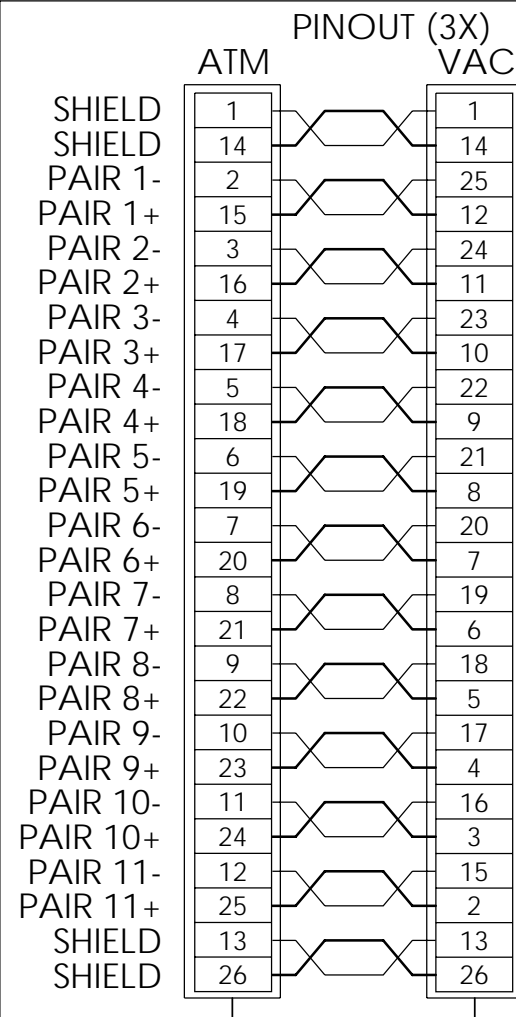 PINOUT (3X)
ATM VAC
SHIELD 1 1
SHIELD 14 14
PAIR 1- 2 25
PAIR 1+ 15 12
PAIR 2- 3 24
PAIR 2+ 16 11
PAIR 3- 4 23
PAIR 3+ 17 10
PAIR 4- 5 22
PAIR 4+ 18 9
PAIR 5- 6 21
PAIR 5+ 19 8
PAIR 6- 7 20
PAIR 6+ 20 7
PAIR 7- 8 19
PAIR 7+ 21 6
PAIR 8- 9 18
PAIR 8+ 22 5
PAIR 9- 10 17
PAIR 9+ 23 4
PAIR 10- 11 16
PAIR 10+ 24 3
PAIR 11- 12 15
PAIR 11+ 25 2
SHIELD 13 13
SHIELD 26 26